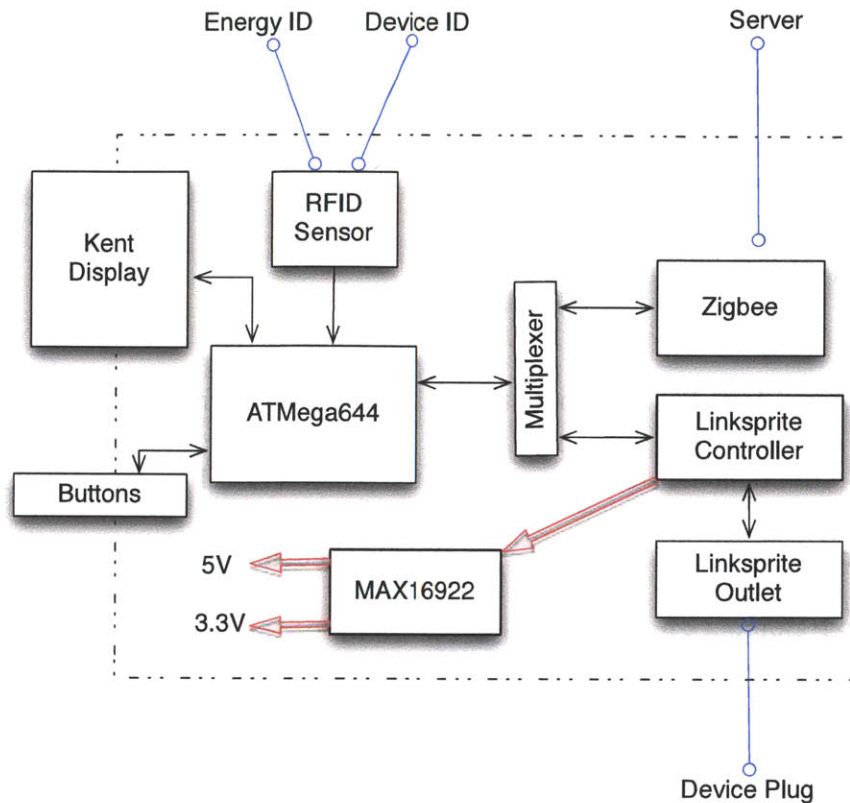 Energy ID
Device ID
Server
RFID
Sensor
Kent
Display
Zigbee
Multiplexer
ATMega644
Linksprite
Controller
Buttons
5V
MAX16922
Linksprite
Outlet
3.3V
Device Plug